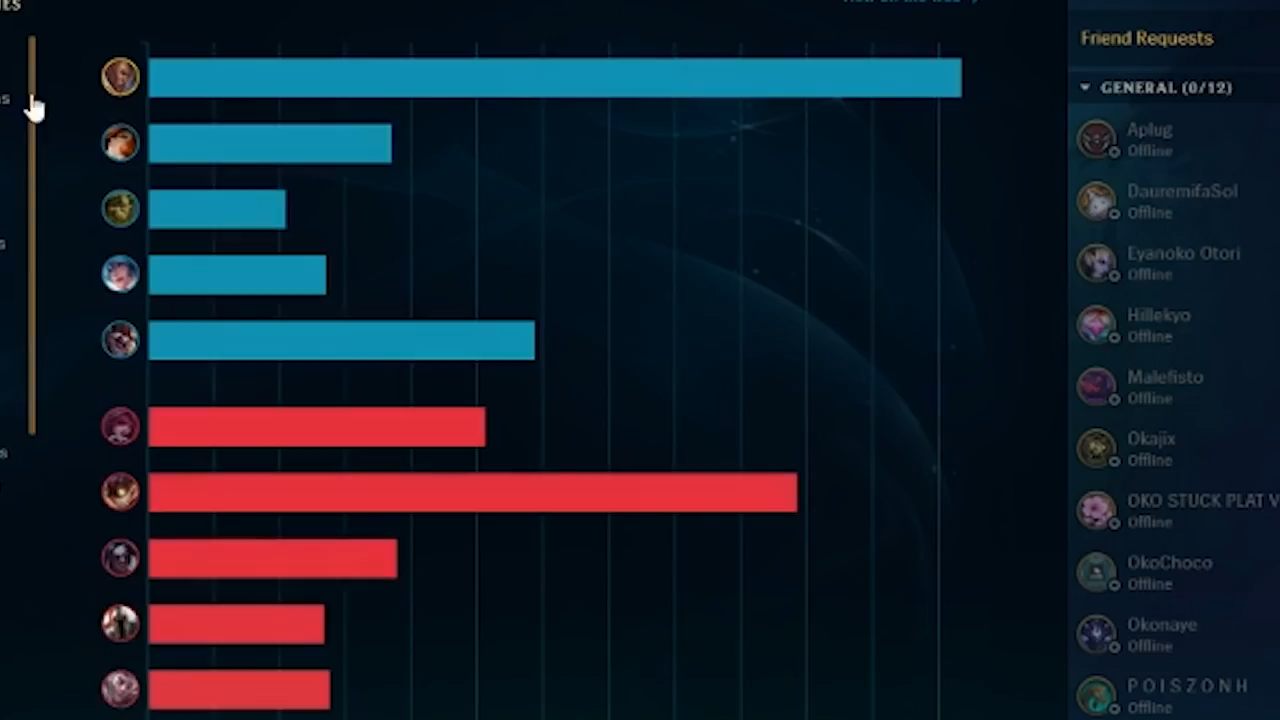 Friend Requests
GENERAL (0/12)
Aplug
Offline
DauremifaSol
Offline
Eyanoko Otori
Offline
Hillekyo
Offline
Malefisto
Offline
Okajix
Offline
OKO STUCK PLAT V
Offline
OkoChoco
Offline
Okonaye
Offline
P O I S Z O N H
Offline